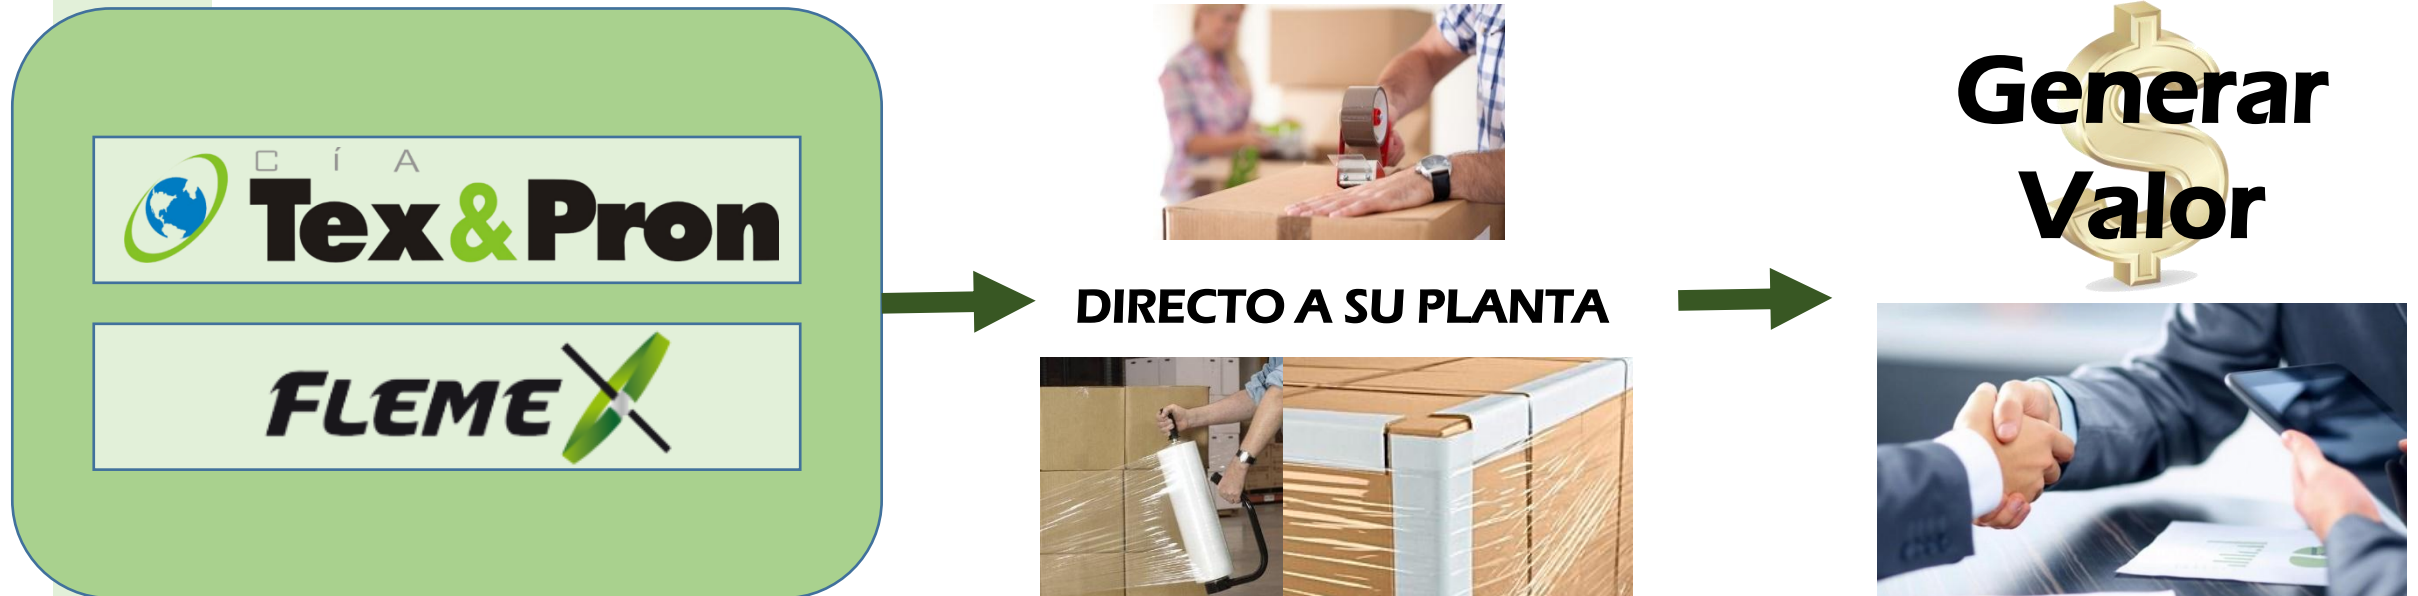 CíA
Tex&Pron
FLEMEX
DIRECTO A SU PLANTA
Generar
Valor